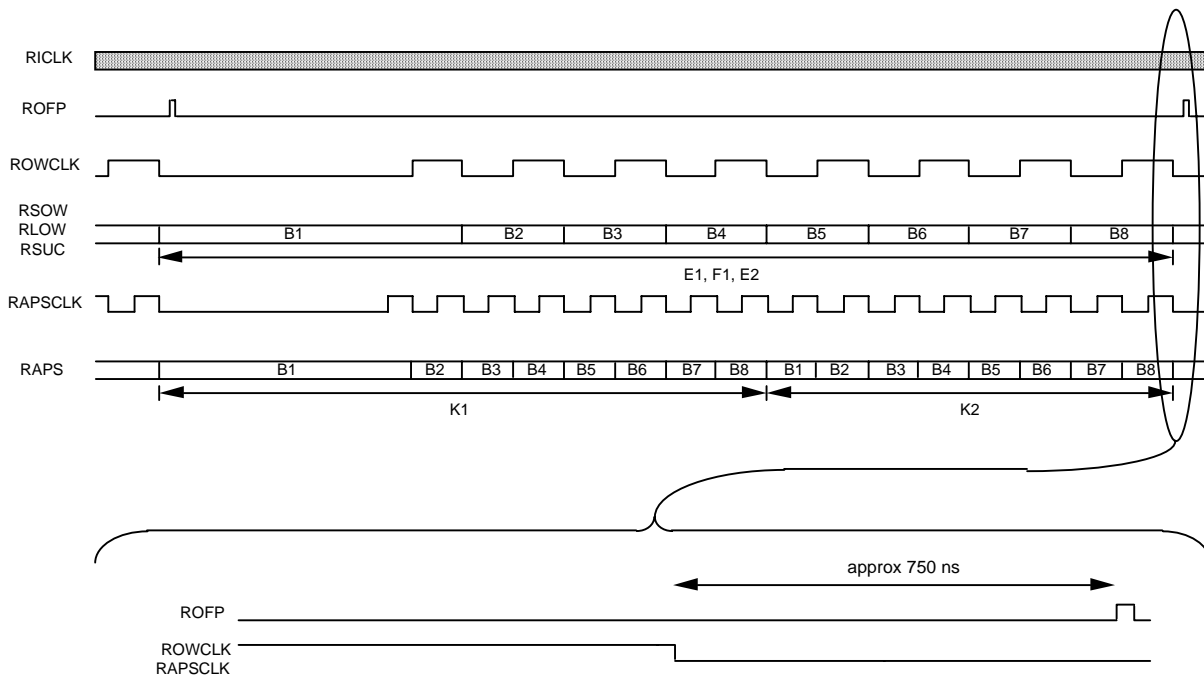 RICLK
ROFP
ROWCLK
RSOW
RLOW
RSUC
B1 B2 B3 B4 B5 B6 B7 B8
E1, F1, E2
RAPSCLK
RAPS
B1 B2 B3 B4 B5 B6 B7 B8 B1 B2 B3 B4 B5 B6 B7 B8
K1 K2
approx 750 ns
ROFP
ROWCLK
RAPSCLK